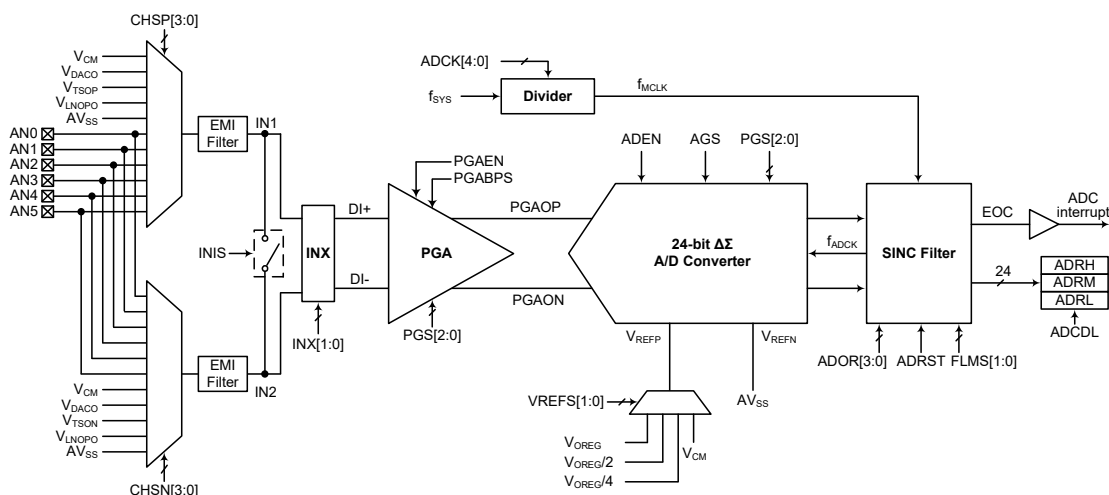 CHSP[3:0]
VCM
VDACO
VTSOP
VLNOPO
AVSS
AN0
AN1
AN2
AN3
AN4
AN5
EMI
Filter
IN1
INIS
INX
INX[1:0]
DI+
DI-
EMI
Filter
IN2
VCM
VDACO
VTSON
VLNOPO
AVSS
CHSN[3:0]
PGAEN
PGABPS
PGA
PGS[2:0]
PGAOP
PGAON
ADCK[4:0]
fSYS
Divider
fMCLK
ADEN
AGS
PGS[2:0]
24-bit ΔΣ
A/D Converter
VREFP
VREFN
VREFS[1:0]
AVSS
VOREG
VOREG/2
VOREG/4
VCM
fADCK
SINC Filter
ADOR[3:0]
ADRST
FLMS[1:0]
EOC
ADC
interrupt
24
ADRH
ADRM
ADRL
ADCDL